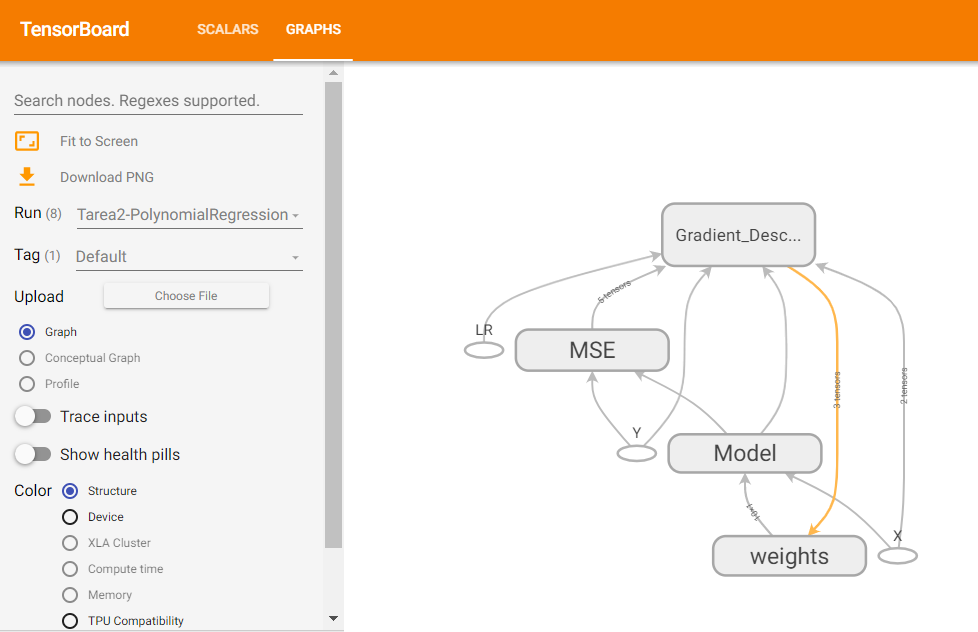 TensorBoard
SCALARS
GRAPHS
Search nodes. Regexes supported.
Fit to Screen
Download PNG
Run (8)
Tarea2-PolynomialRegression
Tag (1)
Default
Upload
Choose File
Graph
Conceptual Graph
Profile
Trace inputs
Show health pills
Color
Structure
Device
XLA Cluster
Compute time
Memory
TPU Compatibility
Gradient_Desc...
5 tensors
LR
MSE
3 tensors
2 tensors
Y
Model
X
weights